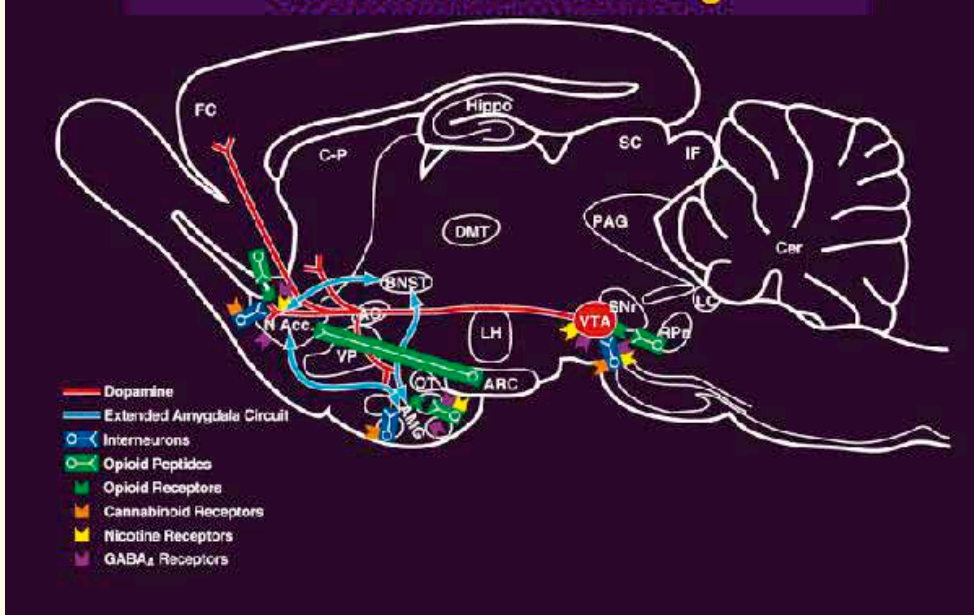 FC
Hippo
C-P
SC
IF
PAG
DMT
Cer
BNST
LC
SNr
VTA
N Acc.
AC
RPn
LH
VP
OT
ARC
AMG
Dopamine
Extended Amygdala Circuit
Interneurons
Opioid Peptides
Opioid Receptors
Cannabinoid Receptors
Nicotine Receptors
GABAA Receptors